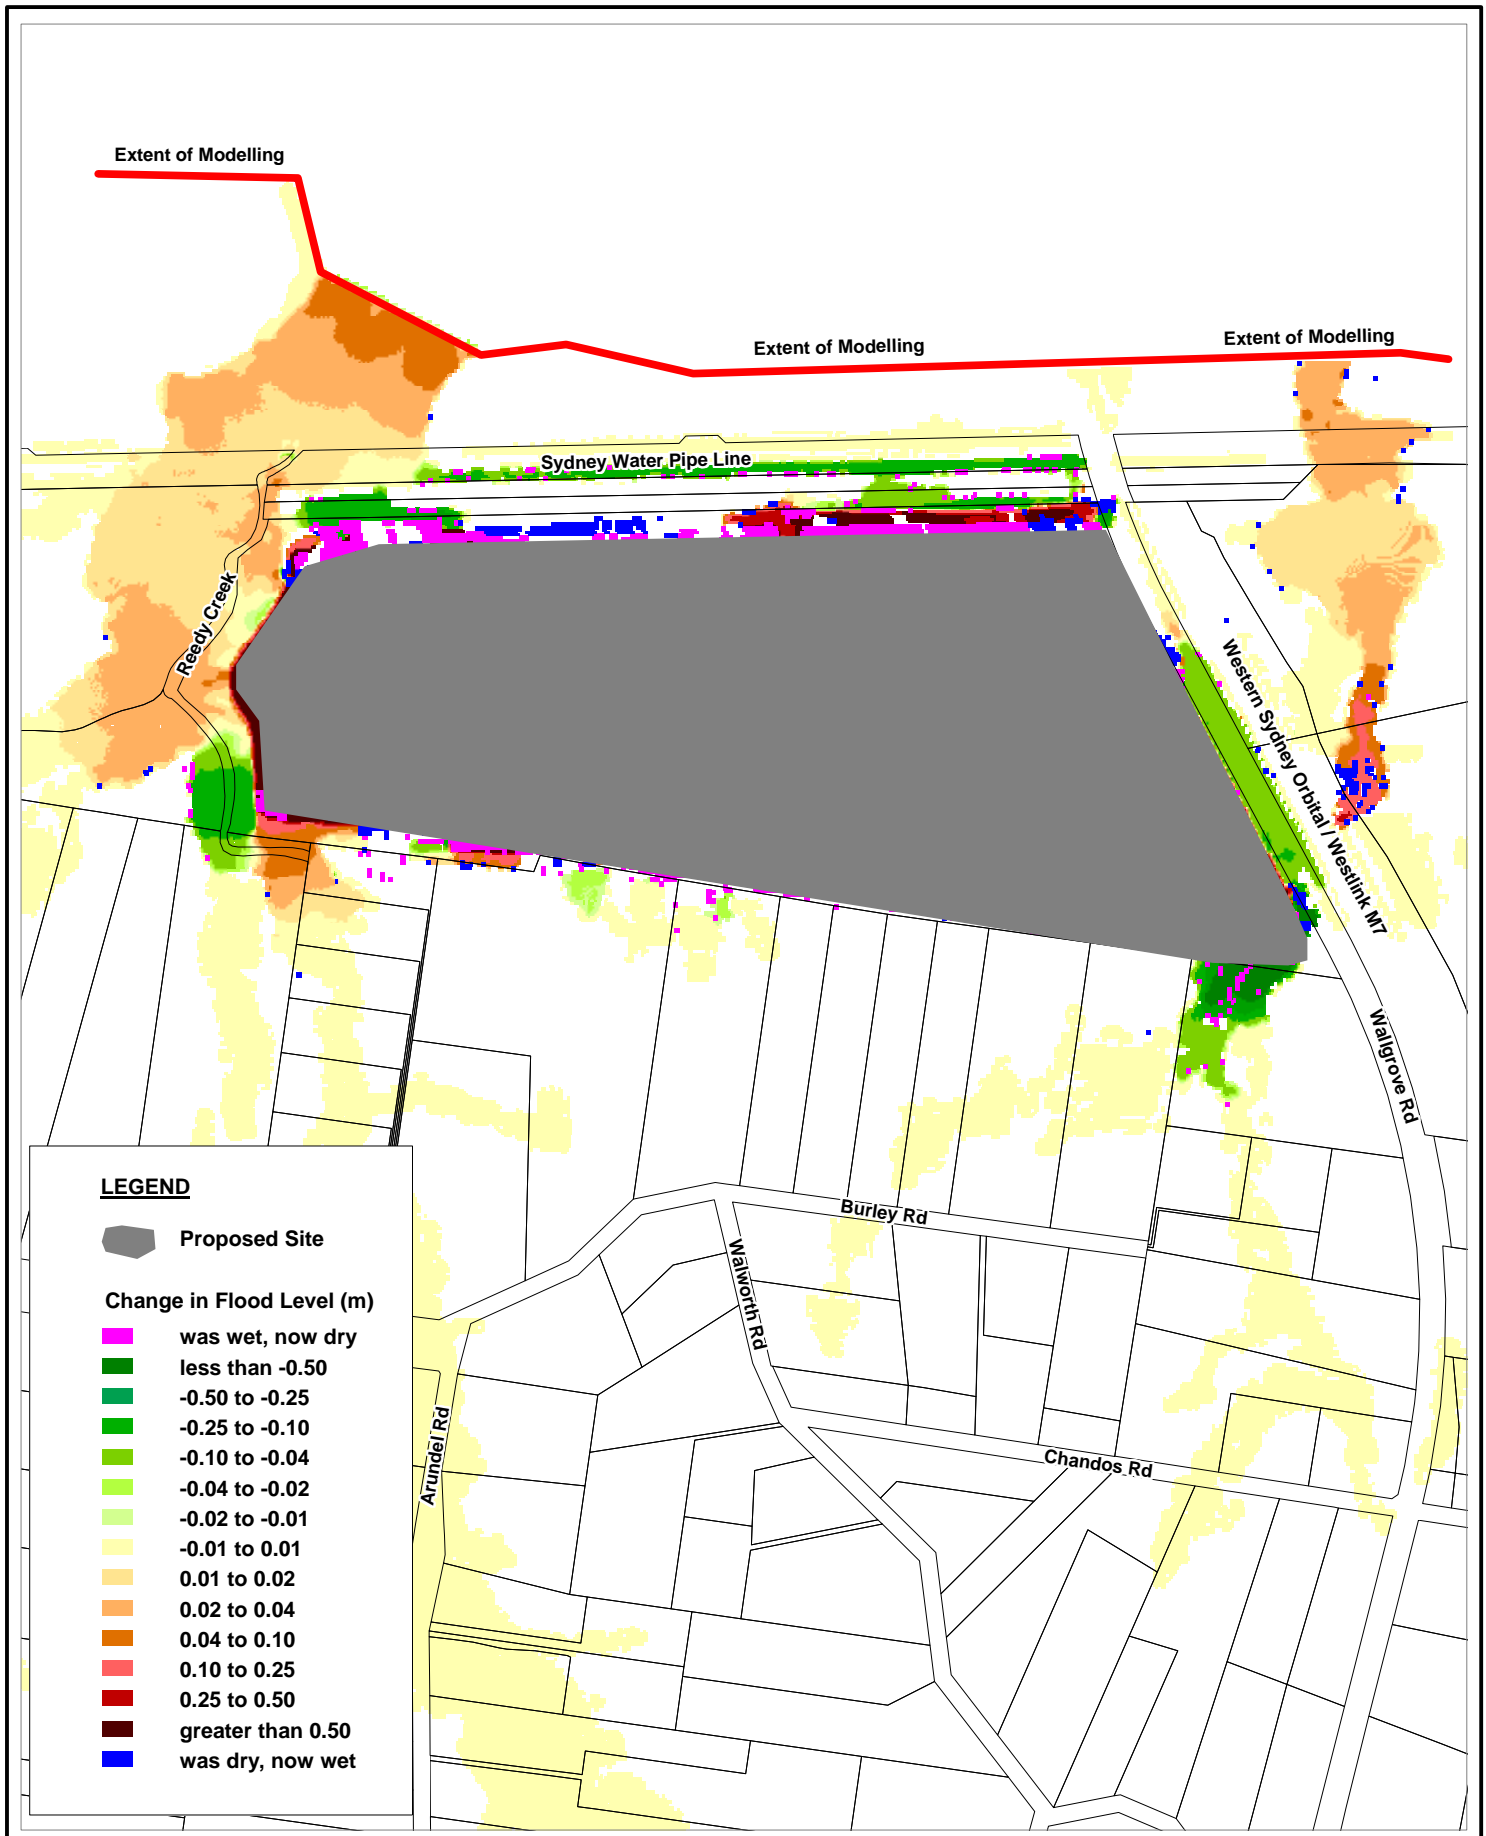 Extent of Modelling
Extent of Modelling
Extent of Modelling
Sydney Water Pipe Line
Reedy Creek
Western Sydney Orbital / Westlink M7
Wallgrove Rd
Burley Rd
Walworth Rd
Arundel Rd
Chandos Rd
LEGEND
Proposed Site
Change in Flood Level (m)
was wet, now dry
less than -0.50
-0.50 to -0.25
-0.25 to -0.10
-0.10 to -0.04
-0.04 to -0.02
-0.02 to -0.01
-0.01 to 0.01
0.01 to 0.02
0.02 to 0.04
0.04 to 0.10
0.10 to 0.25
0.25 to 0.50
greater than 0.50
was dry, now wet